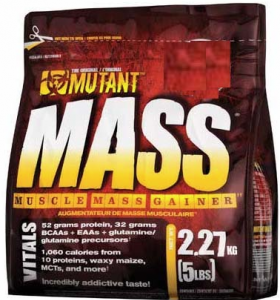 THE ORIGINAL / L'ORIGINAL
MUTANT
MASS
MUSCLE MASS GAINER
AUGMENTATEUR DE MASSE MUSCULAIRE
VITALS
52 grams protein, 32 grams
BCAAs + EAAs + glutamine/
glutamine precursors
1,060 calories from
10 proteins, waxy maize,
MCTs, and more
Incredibly addictive taste!
2,27 KG
(5LBS)